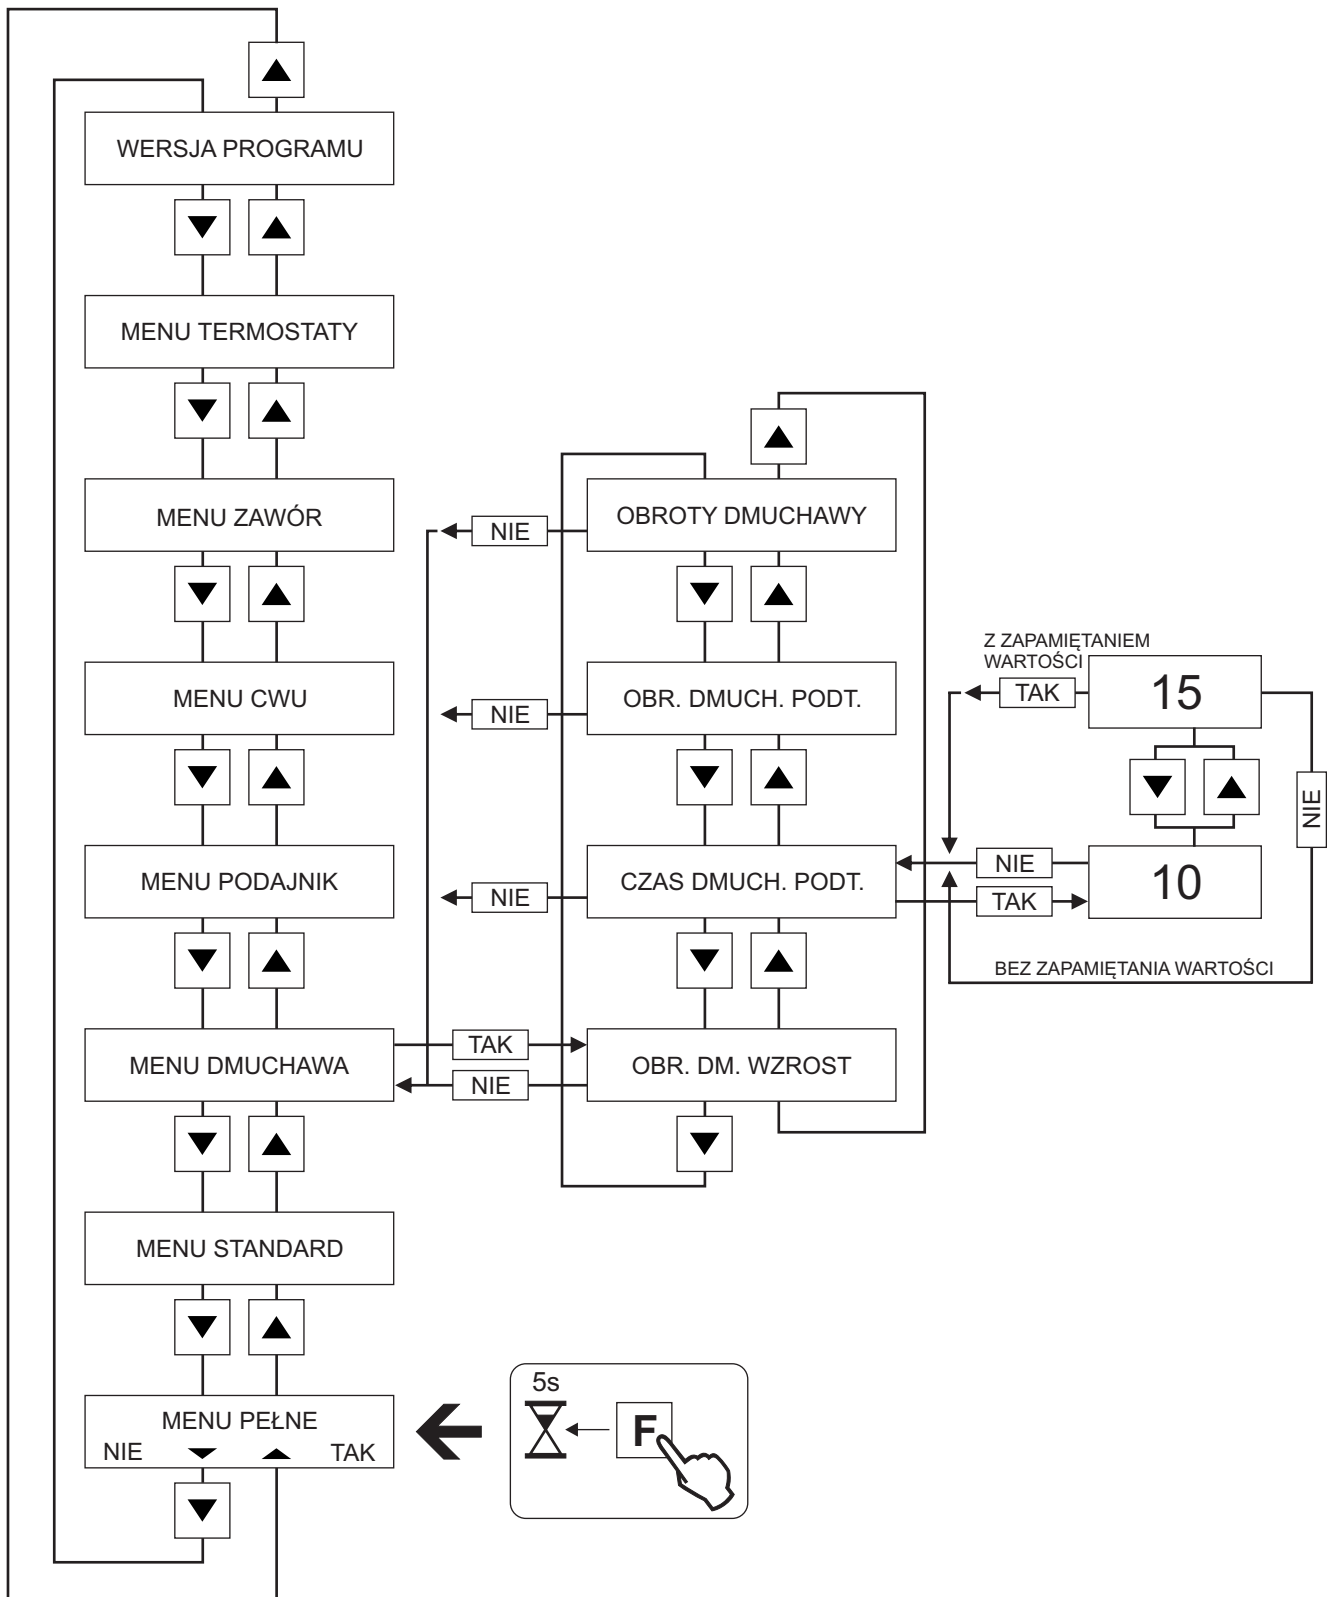 WERSJA PROGRAMU
MENU TERMOSTATY
MENU ZAWÓR
MENU CWU
MENU PODAJNIK
MENU DMUCHAWA
MENU STANDARD
MENU PEŁNE
NIE
TAK
5s
F
TAK
NIE
NIE
OBROTY DMUCHAWY
NIE
OBR. DMUCH. PODT.
NIE
CZAS DMUCH. PODT.
OBR. DM. WZROST
Z ZAPAMIĘTANIEM
WARTOŚCI
TAK
15
NIE
NIE
10
TAK
BEZ ZAPAMIĘTANIA WARTOŚCI